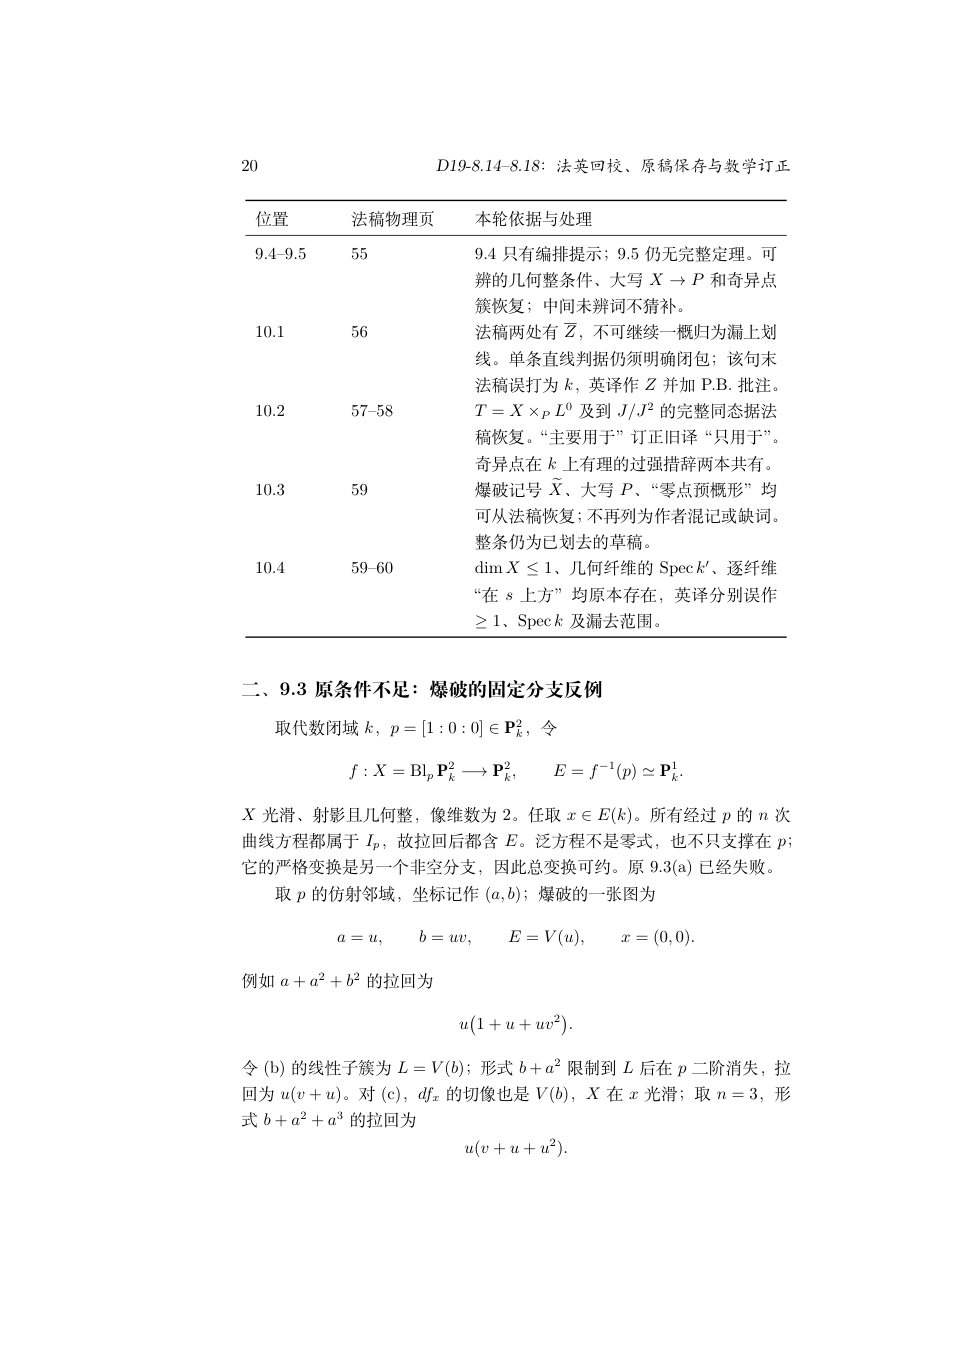 20 D19-8.14–8.18：法英回校、原稿保存与数学订正
位置 法稿物理页 本轮依据与处理
9.4–9.5 55 9.4 只有编排提示；9.5 仍无完整定理。可
辨的几何整条件、大写 X → P 和奇异点
簇恢复；中间未辨词不猜补。
10.1 56 法稿两处有 Z̅，不可继续一概归为漏上划
线。单条直线判据仍须明确闭包；该句末
法稿误打为 k，英译作 Z 并加 P.B. 批注。
10.2 57–58 T = X ×_P L⁰ 及到 J/J² 的完整同态据法
稿恢复。“主要用于”订正旧译“只用于”。
奇异点在 k 上有理的过强措辞两本共有。
10.3 59 爆破记号 X̃、大写 P、“零点预概形”均
可从法稿恢复；不再列为作者混记或缺词。
整条仍为已划去的草稿。
10.4 59–60 dim X ≤ 1、几何纤维的 Spec k′、逐纤维
“在 s 上方”均原本存在，英译分别误作
≥ 1、Spec k 及漏去范围。
二、9.3 原条件不足：爆破的固定分支反例
取代数闭域 k，p = [1 : 0 : 0] ∈ P²_k，令
f : X = Bl_p P²_k ⟶ P²_k, E = f⁻¹(p) ≃ P¹_k.
X 光滑、射影且几何整，像维数为 2。任取 x ∈ E(k)。所有经过 p 的 n 次
曲线方程都属于 I_p，故拉回后都含 E。泛方程不是零式，也不只支撑在 p；
它的严格变换是另一个非空分支，因此总变换可约。原 9.3(a) 已经失败。
取 p 的仿射邻域，坐标记作 (a, b)；爆破的一张图为
a = u, b = uv, E = V(u), x = (0, 0).
例如 a + a² + b² 的拉回为
u(1 + u + uv²).
令 (b) 的线性子簇为 L = V(b)；形式 b + a² 限制到 L 后在 p 二阶消失，拉
回为 u(v + u)。对 (c)，df_x 的切像也是 V(b)，X 在 x 光滑；取 n = 3，形
式 b + a² + a³ 的拉回为
u(v + u + u²).